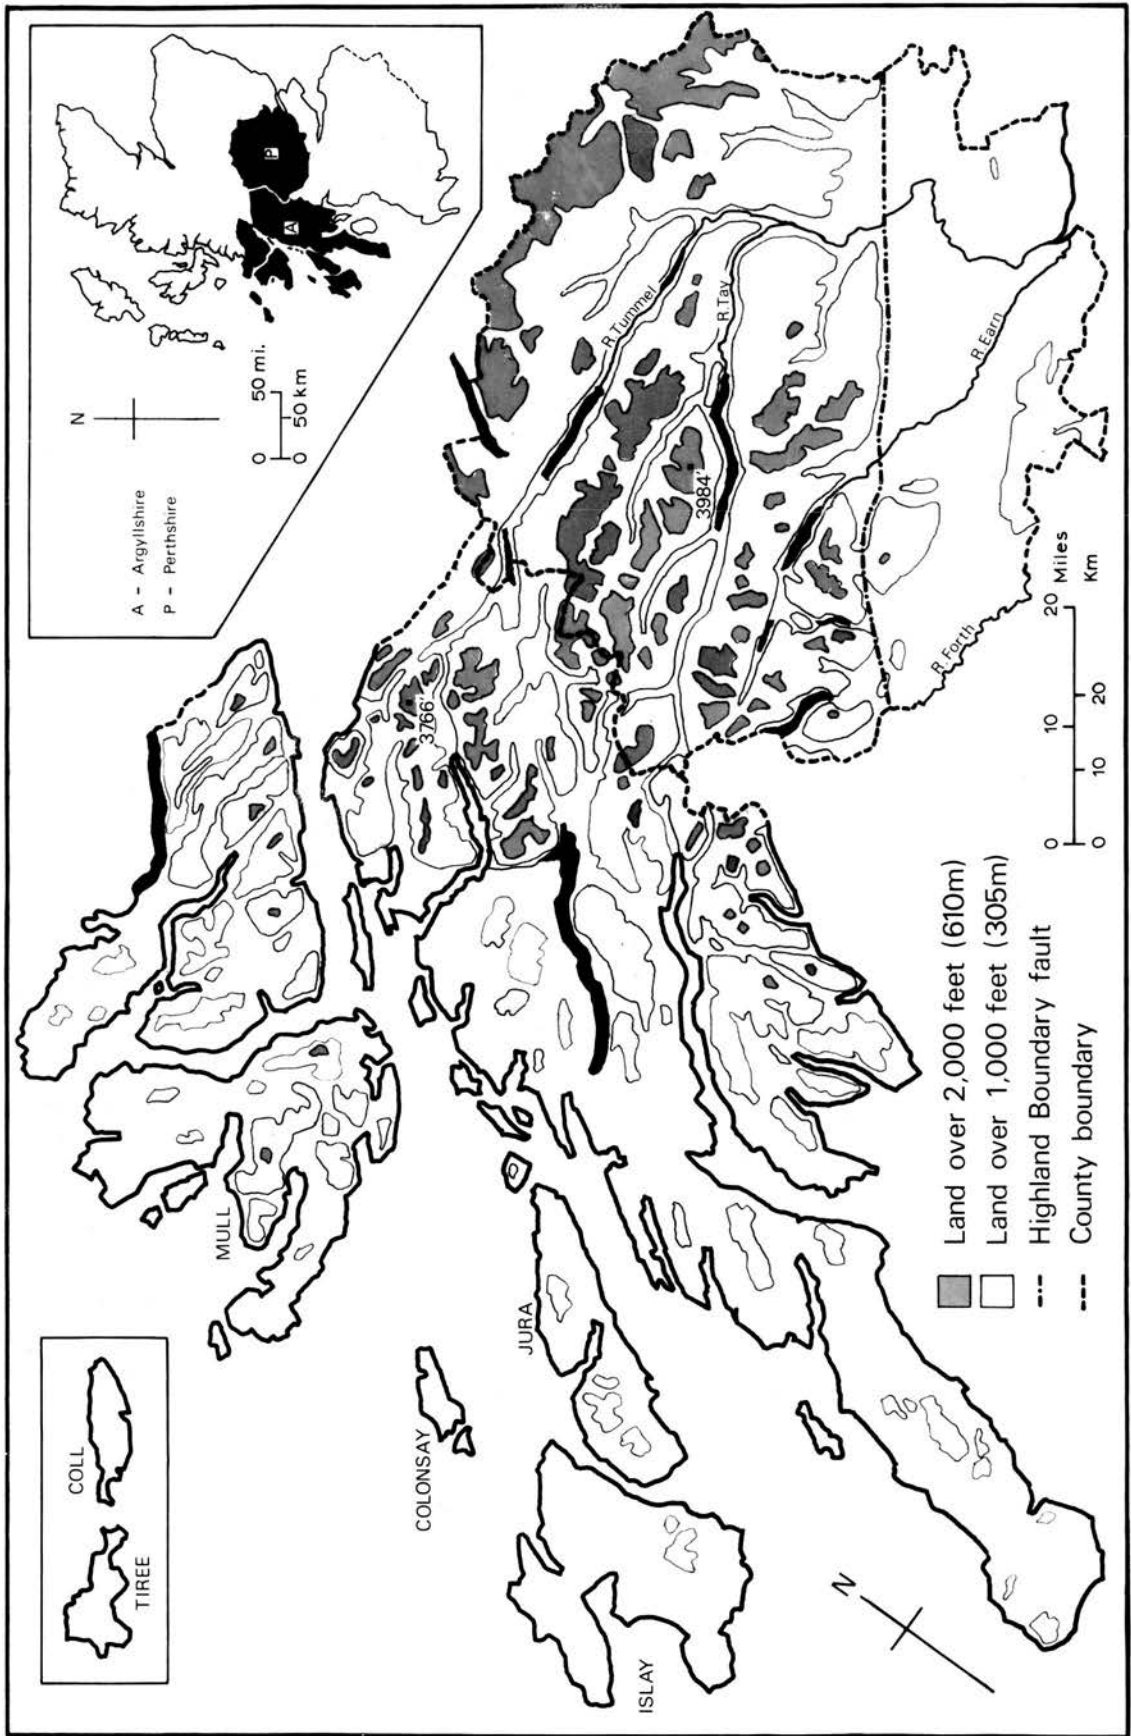 COLL
TIREE
N
0 50 mi.
0 50 km
A - Argyllshire
P - Perthshire
A
P
MULL
COLONSAY
JURA
ISLAY
3766'
3984'
R. Tummel
R. Tay
R. Earn
R. Forth
N
0 10 20 Miles
0 10 20 Km
Land over 2,000 feet (610m)
Land over 1,000 feet (305m)
Highland Boundary fault
County boundary